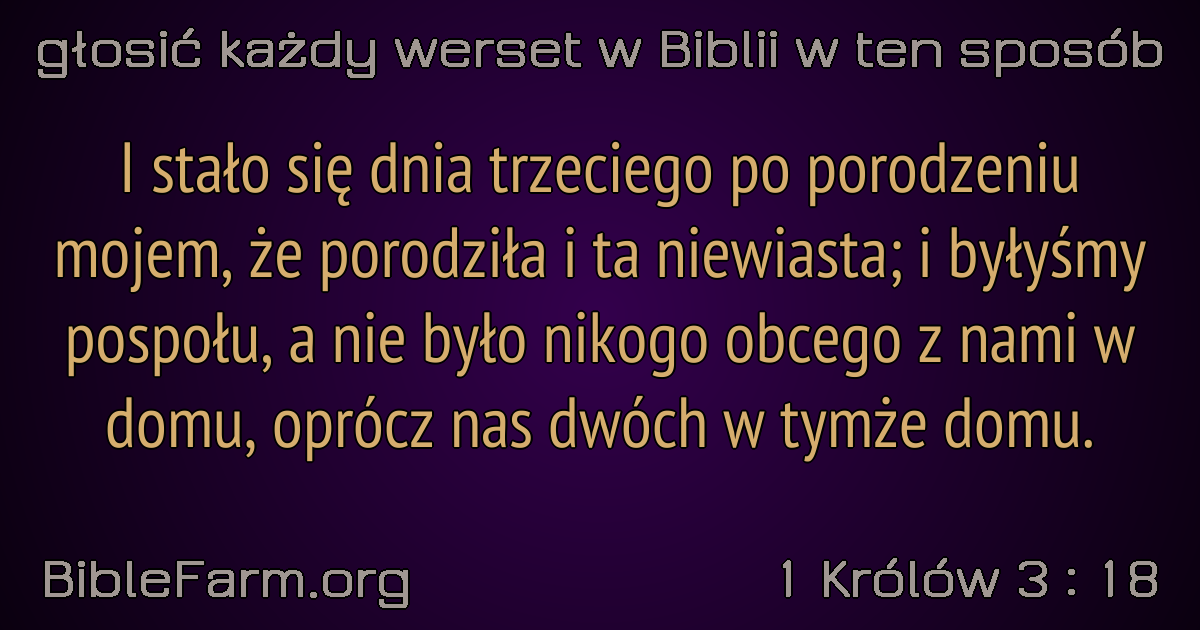 głosić każdy werset w Biblii w ten sposób
I stało się dnia trzeciego po porodzeniu
mojem, że porodziła i ta niewiasta; i byłyśmy
pospołu, a nie było nikogo obcego z nami w
domu, oprócz nas dwóch w tymże domu.
BibleFarm.org
1 Królów 3 : 18